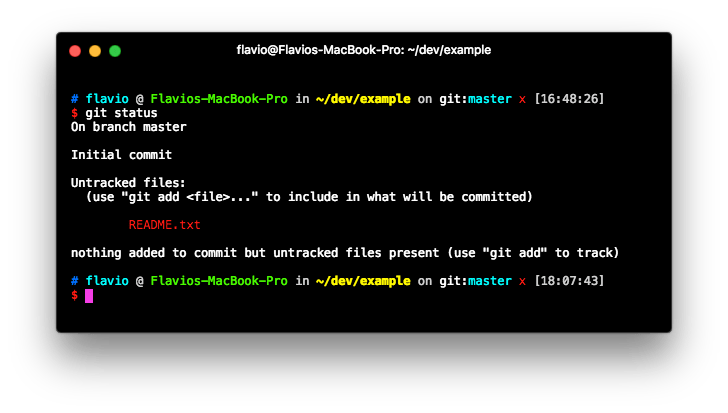 flavio@Flavios-MacBook-Pro: ~/dev/example
# flavio @ Flavios-MacBook-Pro in ~/dev/example on git:master x [16:48:26]
$ git status
On branch master
Initial commit
Untracked files:
(use "git add <file>..." to include in what will be committed)
README.txt
nothing added to commit but untracked files present (use "git add" to track)
# flavio @ Flavios-MacBook-Pro in ~/dev/example on git:master x [18:07:43]
$